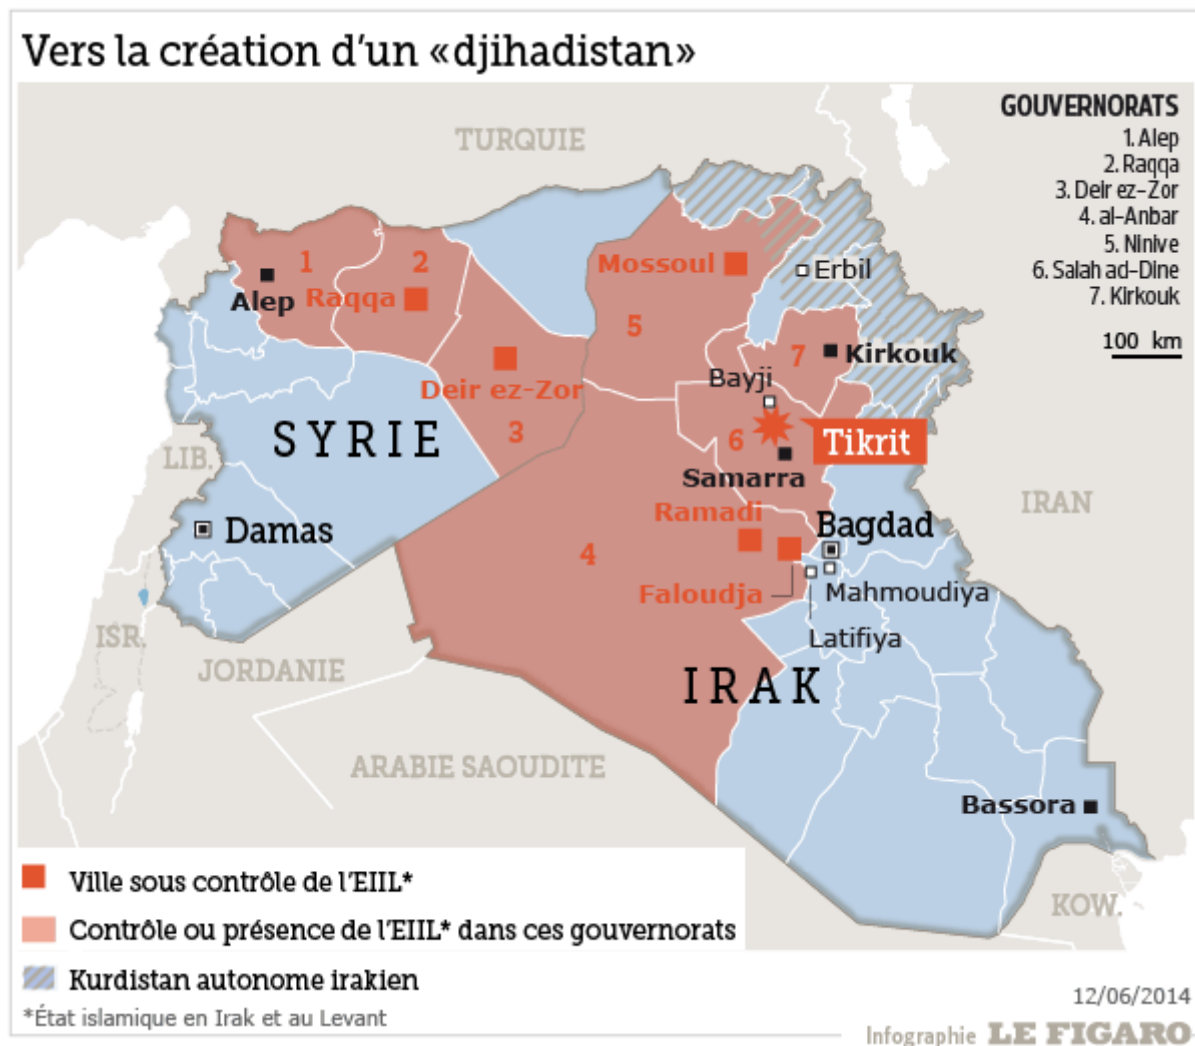 Vers la création d'un «djihadistan»
GOUVERNORATS
1. Alep
2. Raqqa
3. Deir ez-Zor
4. al-Anbar
5. Ninive
6. Salah ad-Dine
7. Kirkouk
100 km
TURQUIE
1
2
Mossoul
Erbil
Alep
Raqqa
5
7
Kirkouk
Bayji
Deir ez-Zor
SYRIE
3
6
Tikrit
LIB.
Samarra
IRAN
Ramadi
Bagdad
Damas
4
Faloudja
Mahmoudiya
ISR.
Latifiya
JORDANIE
IRAK
ARABIE SAOUDITE
Bassora
KOW.
Ville sous contrôle de l'EIIL*
Contrôle ou présence de l'EIIL* dans ces gouvernorats
Kurdistan autonome irakien
*État islamique en Irak et au Levant
12/06/2014
Infographie LE FIGARO